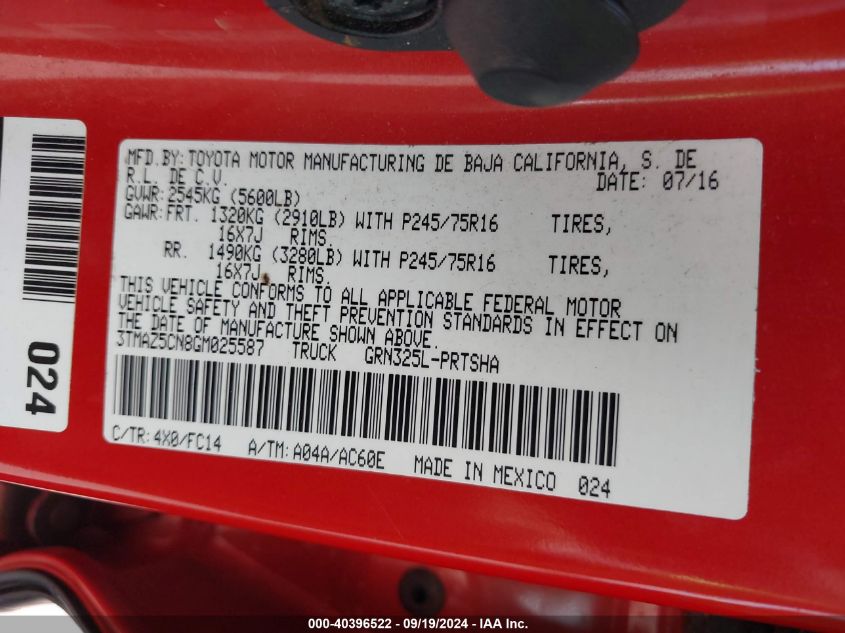 MFD.BY: TOYOTA MOTOR MANUFACTURING DE BAJA CALIFORNIA, S. DE
R.L. DE C.V. DATE: 07/16
GVWR: 2545KG (5600LB)
GAWR: FRT. 1320KG (2910LB) WITH P245/75R16 TIRES,
16X7J RIMS.
RR. 1490KG (3280LB) WITH P245/75R16 TIRES,
16X7J RIMS.
THIS VEHICLE CONFORMS TO ALL APPLICABLE FEDERAL MOTOR
VEHICLE SAFETY AND THEFT PREVENTION STANDARDS IN EFFECT ON
THE DATE OF MANUFACTURE SHOWN ABOVE.
3TMAZ5CN8GM025587 TRUCK GRN325L-PRTSHA
C/TR: 4X0/FC14 A/TM: A04A/AC60E MADE IN MEXICO 024
024
000-40396522 - 09/19/2024 - IAA Inc.